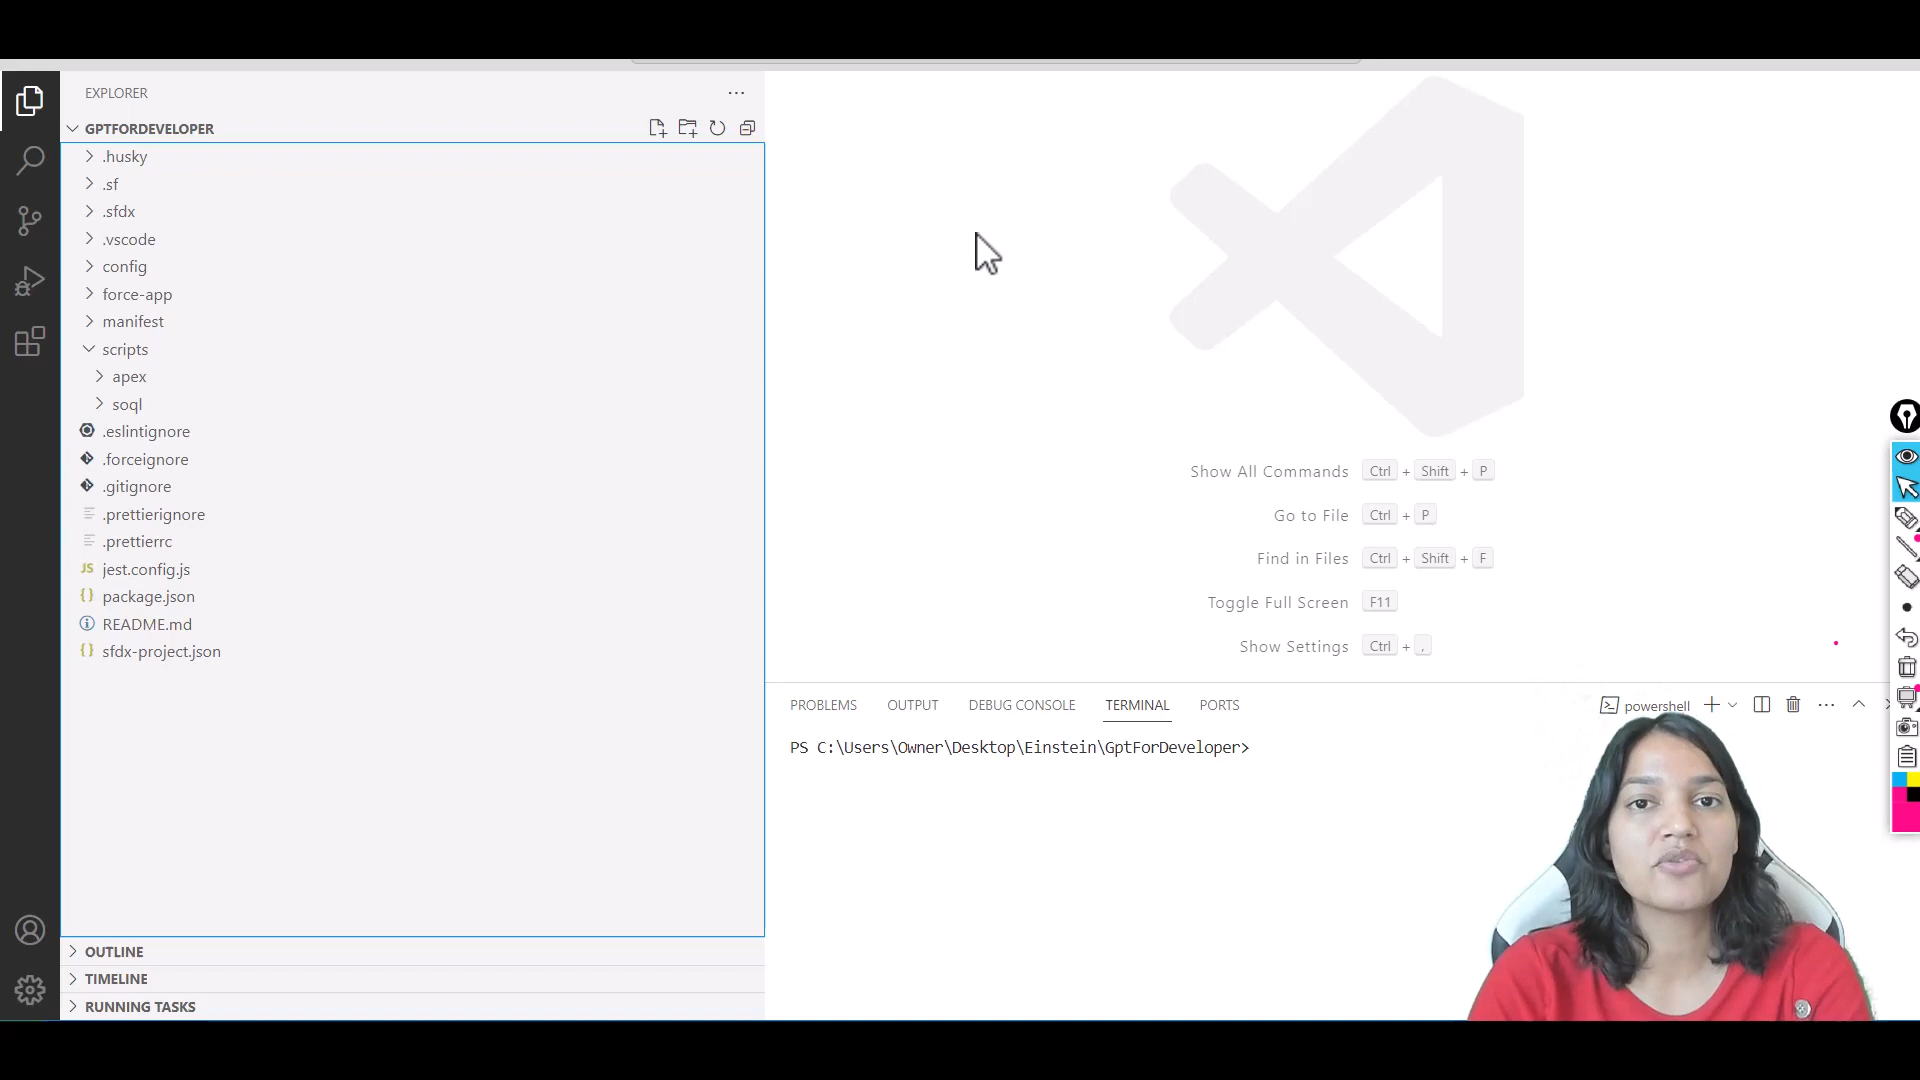 EXPLORER
GPTFORDEVELOPER
.husky
.sf
.sfdx
.vscode
config
force-app
manifest
scripts
apex
soql
.eslintignore
.forceignore
.gitignore
.prettierignore
.prettierrc
JS jest.config.js
{} package.json
README.md
{} sfdx-project.json
OUTLINE
TIMELINE
RUNNING TASKS
Show All Commands Ctrl + Shift + P
Go to File Ctrl + P
Find in Files Ctrl + Shift + F
Toggle Full Screen F11
Show Settings Ctrl + ,
PROBLEMS OUTPUT DEBUG CONSOLE TERMINAL PORTS powershell
PS C:\Users\Owner\Desktop\Einstein\GptForDeveloper>